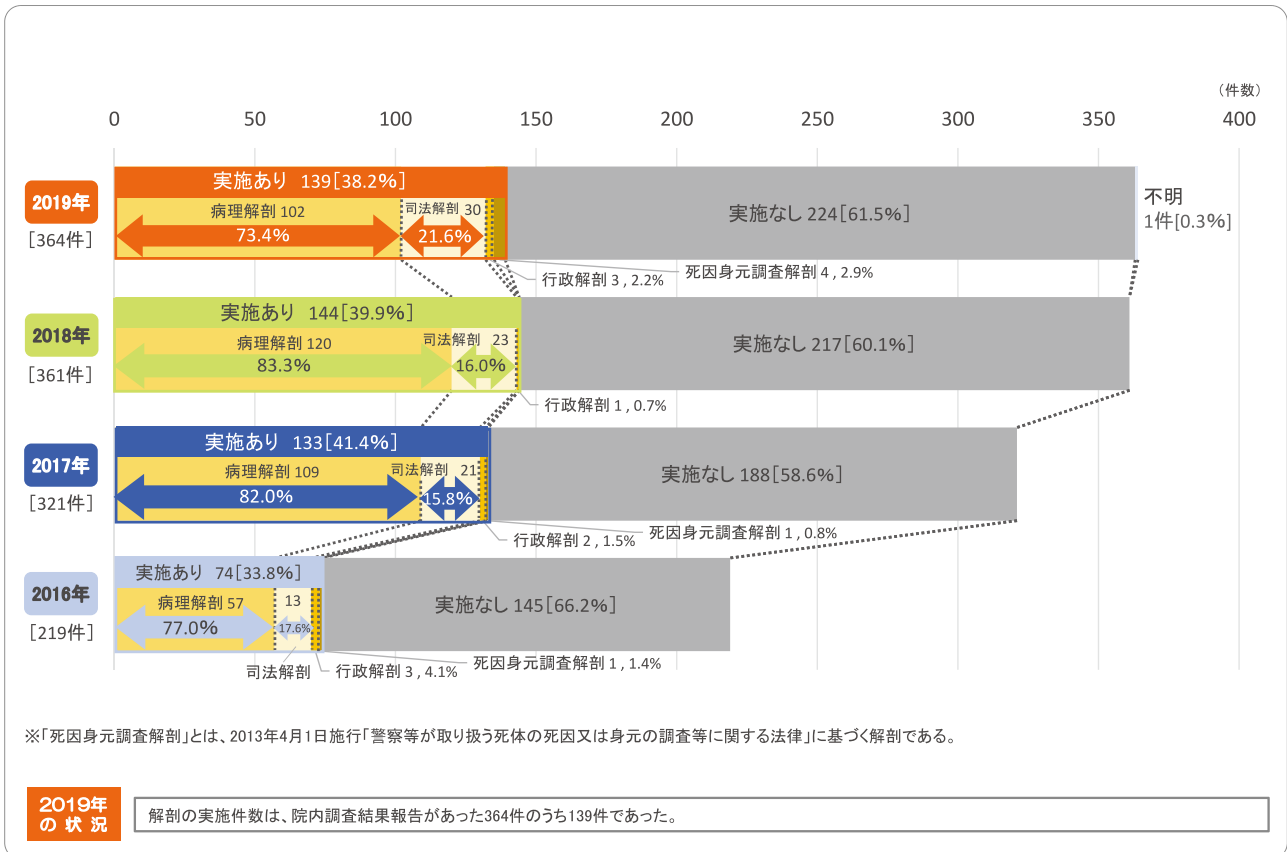 （件数）
0 50 100 150 200 250 300 350 400
2019年
［364件］
実施あり 139［38.2%］
病理解剖 102
73.4%
司法解剖 30
21.6%
実施なし 224［61.5%］
不明
1件[0.3%]
行政解剖 3 , 2.2%
死因身元調査解剖 4 , 2.9%
2018年
［361件］
実施あり 144［39.9%］
病理解剖 120
83.3%
司法解剖 23
16.0%
実施なし 217［60.1%］
行政解剖 1 , 0.7%
2017年
［321件］
実施あり 133［41.4%］
病理解剖 109
82.0%
司法解剖 21
15.8%
実施なし 188［58.6%］
行政解剖 2 , 1.5%
死因身元調査解剖 1 , 0.8%
2016年
［219件］
実施あり 74［33.8%］
病理解剖 57
77.0%
13
17.6%
実施なし 145［66.2%］
司法解剖
行政解剖 3 , 4.1%
死因身元調査解剖 1 , 1.4%
※「死因身元調査解剖」とは、2013年4月1日施行「警察等が取り扱う死体の死因又は身元の調査等に関する法律」に基づく解剖である。
2019年
の 状 況
解剖の実施件数は、院内調査結果報告があった364件のうち139件であった。